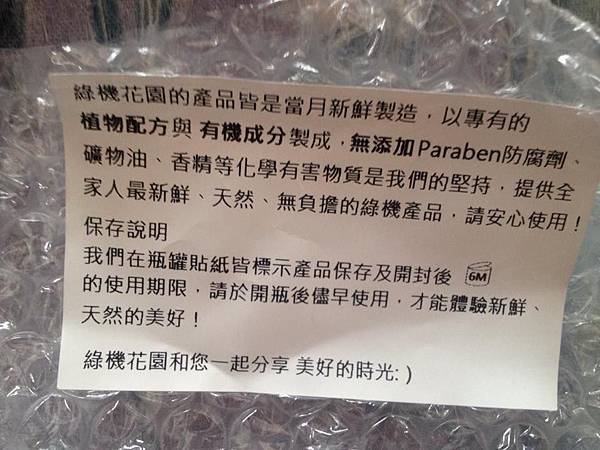 綠機花園的產品皆是當月新鮮製造，以專有的
植物配方與 有機成分製成，無添加Paraben防腐劑、
礦物油、香精等化學有害物質是我們的堅持，提供全
家人最新鮮、天然、無負擔的綠機產品，請安心使用！
保存說明
我們在瓶罐貼紙皆標示產品保存及開封後 6M
的使用期限，請於開瓶後儘早使用，才能體驗新鮮、
天然的美好！
綠機花園和您一起分享 美好的時光: )